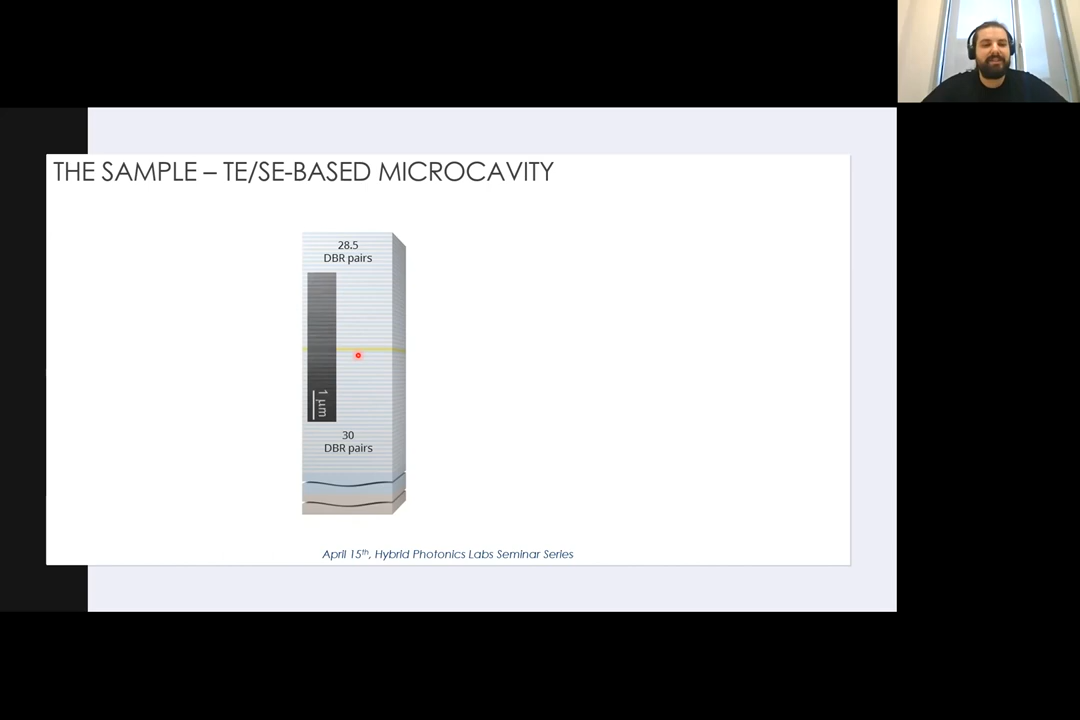 THE SAMPLE – TE/SE-BASED MICROCAVITY
28.5
DBR pairs
1 µm
30
DBR pairs
April 15th, Hybrid Photonics Labs Seminar Series